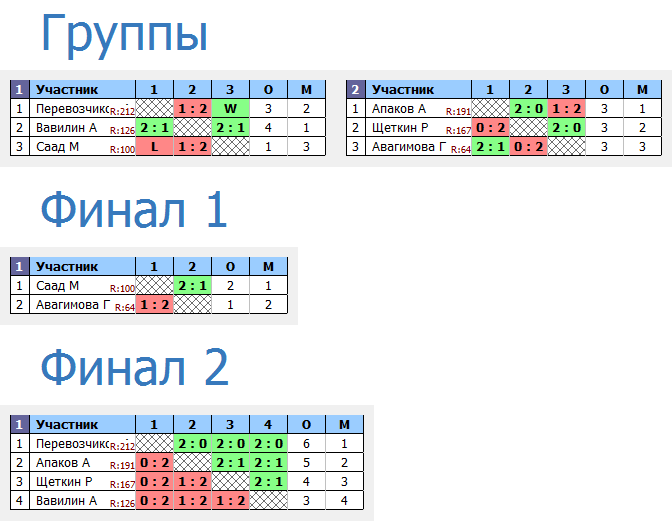 Группы
1 Участник 1 2 3 О М
1 R:212 1 : 2 W 3 2
2 Вавилин А R:126 2 : 1 2 : 1 4 1
3 Саад М R:100 L 1 : 2 1 3
2 Участник 1 2 3 О М
1 Апаков А R:191 2 : 0 1 : 2 3 1
2 Щеткин Р R:167 0 : 2 2 : 0 3 2
3 Авагимова Г R:64 2 : 1 0 : 2 3 3
Финал 1
1 Участник 1 2 О М
1 Саад М R:100 2 : 1 2 1
2 Авагимова Г R:64 1 : 2 1 2
Финал 2
1 Участник 1 2 3 4 О М
1 R:212 2 : 0 2 : 0 2 : 0 6 1
2 Апаков А R:191 0 : 2 2 : 1 2 : 1 5 2
3 Щеткин Р R:167 0 : 2 1 : 2 2 : 1 4 3
4 Вавилин А R:126 0 : 2 1 : 2 1 : 2 3 4